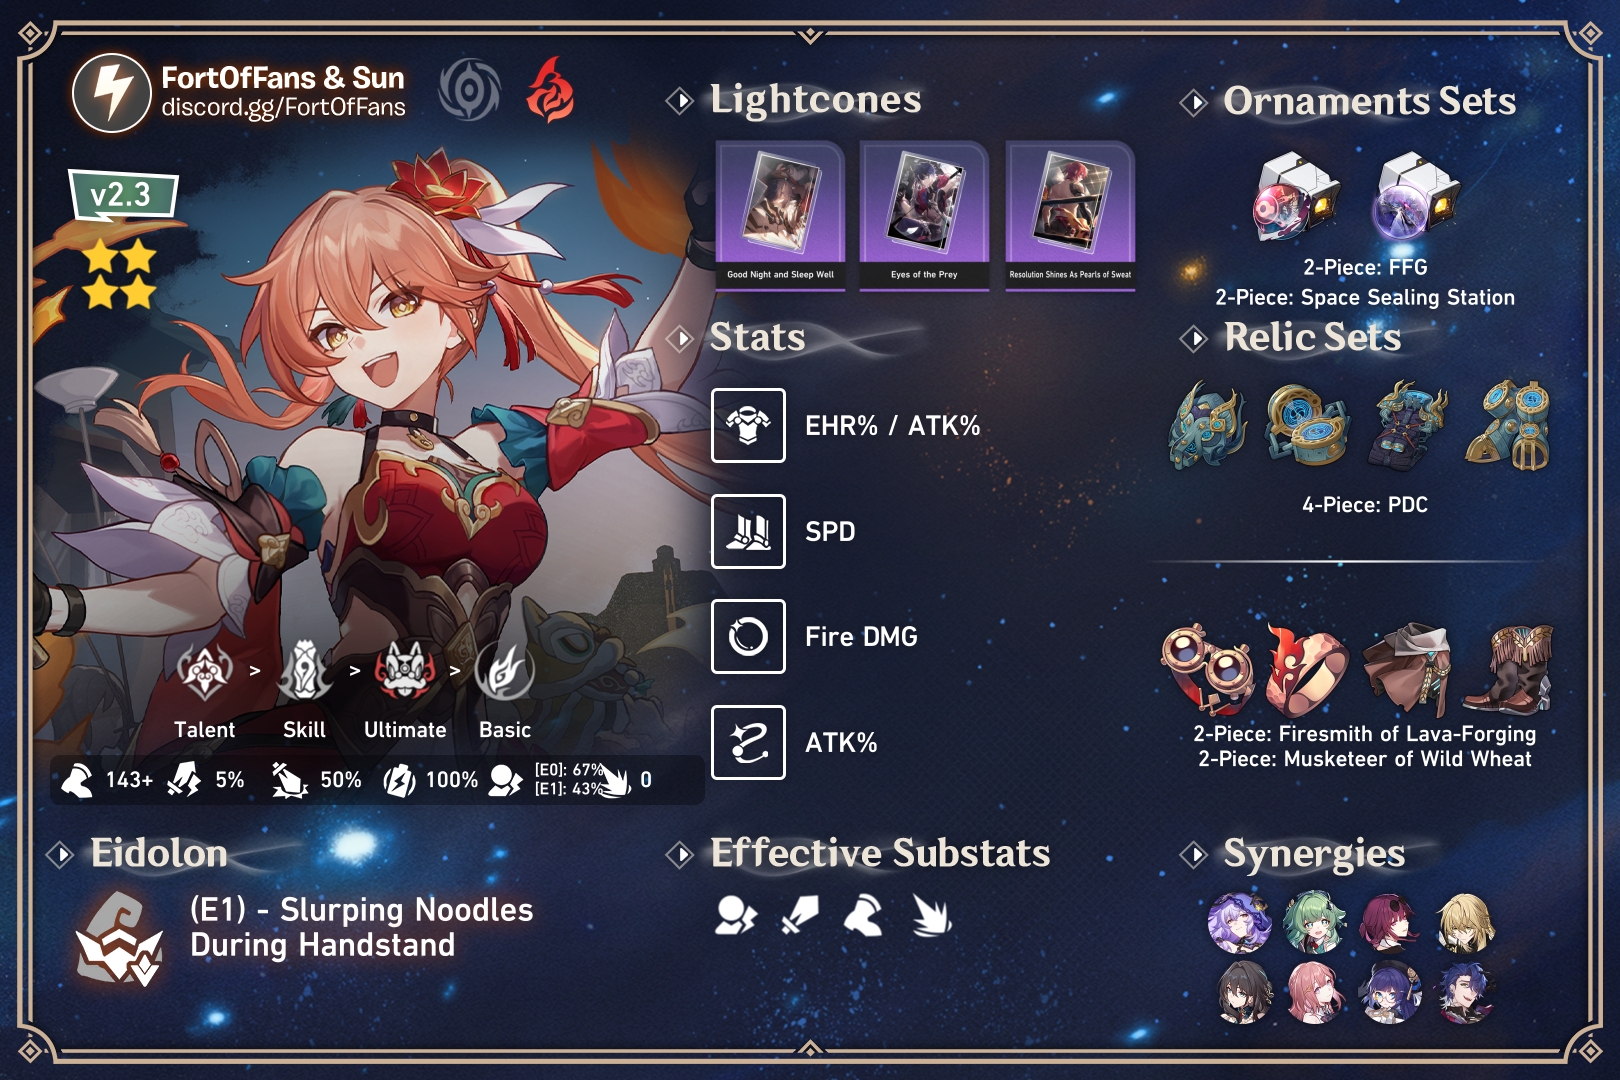 FortOfFans & Sun
discord.gg/FortOfFans
v2.3
Talent > Skill > Ultimate > Basic
143+ 5% 50% 100% [E0]: 67% 0
[E1]: 43%
Eidolon
(E1) - Slurping Noodles
During Handstand
Lightcones
Good Night and Sleep Well
Eyes of the Prey
Resolution Shines As Pearls of Sweat
Stats
EHR% / ATK%
SPD
Fire DMG
ATK%
Effective Substats
Ornaments Sets
2-Piece: FFG
2-Piece: Space Sealing Station
Relic Sets
4-Piece: PDC
2-Piece: Firesmith of Lava-Forging
2-Piece: Musketeer of Wild Wheat
Synergies